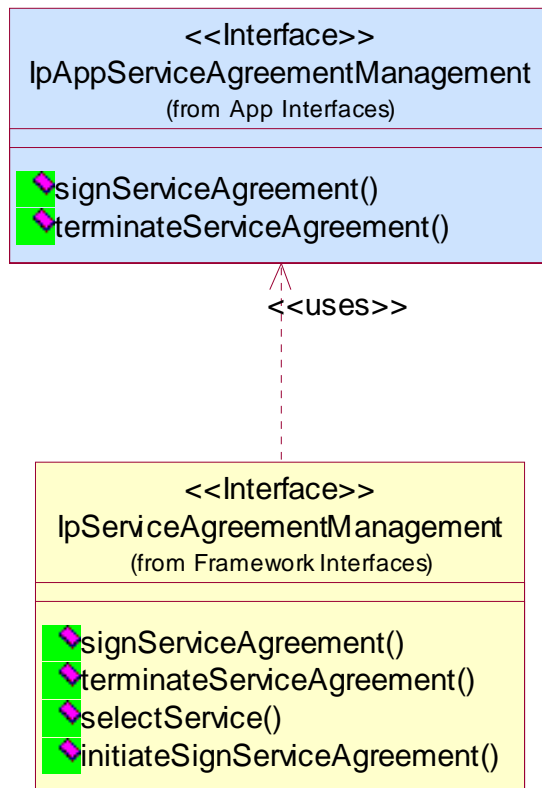 <<Interface>>
IpAppServiceAgreementManagement
(from App Interfaces)
signServiceAgreement()
terminateServiceAgreement()
<<uses>>
<<Interface>>
IpServiceAgreementManagement
(from Framework Interfaces)
signServiceAgreement()
terminateServiceAgreement()
selectService()
initiateSignServiceAgreement()